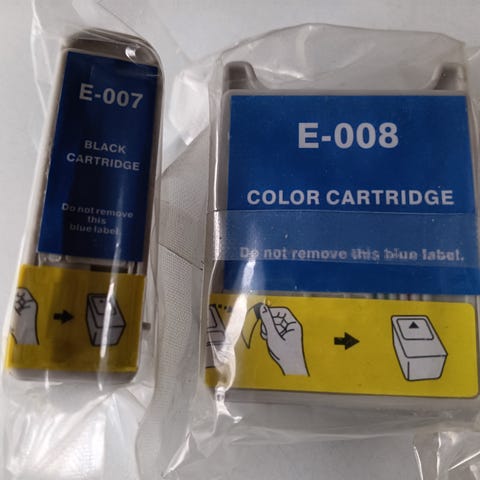 E-007
BLACK
CARTRIDGE
Do not remove
this
blue label.
E-008
COLOR CARTRIDGE
Do not remove this blue label.